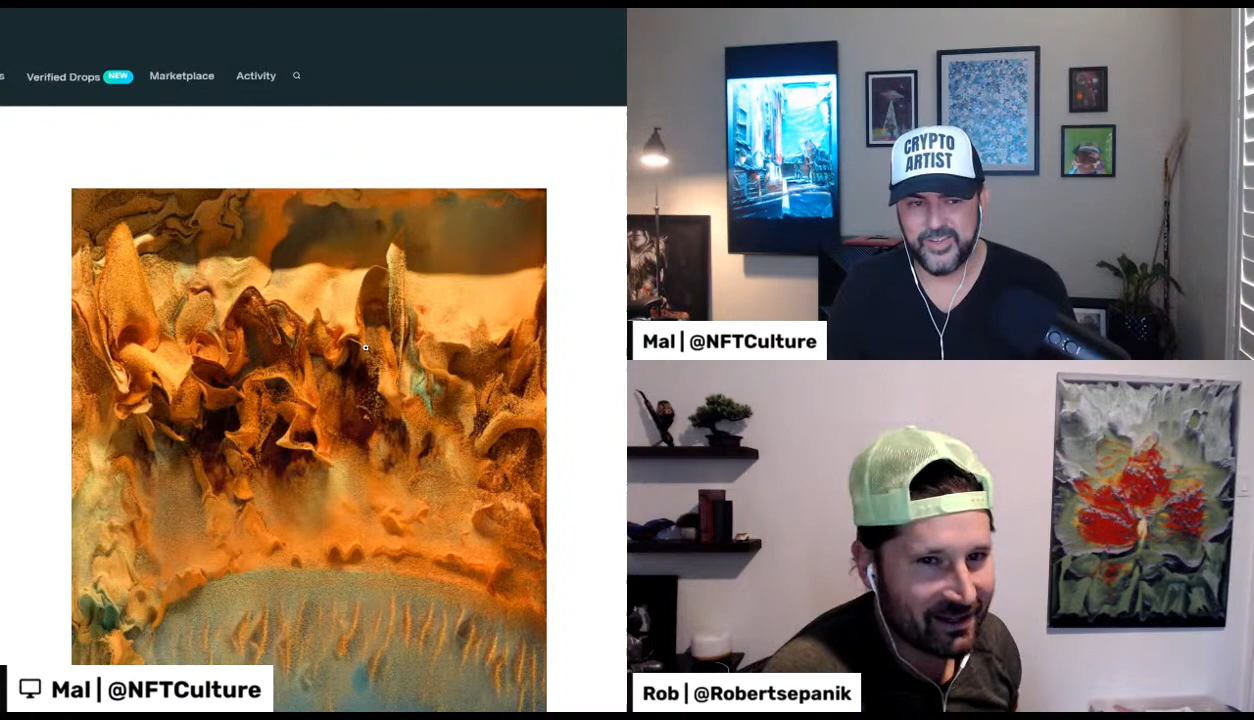 s Verified Drops NEW Marketplace Activity
CRYPTO
ARTIST
Mal | @NFTCulture
Mal | @NFTCulture
Rob | @Robertsepanik